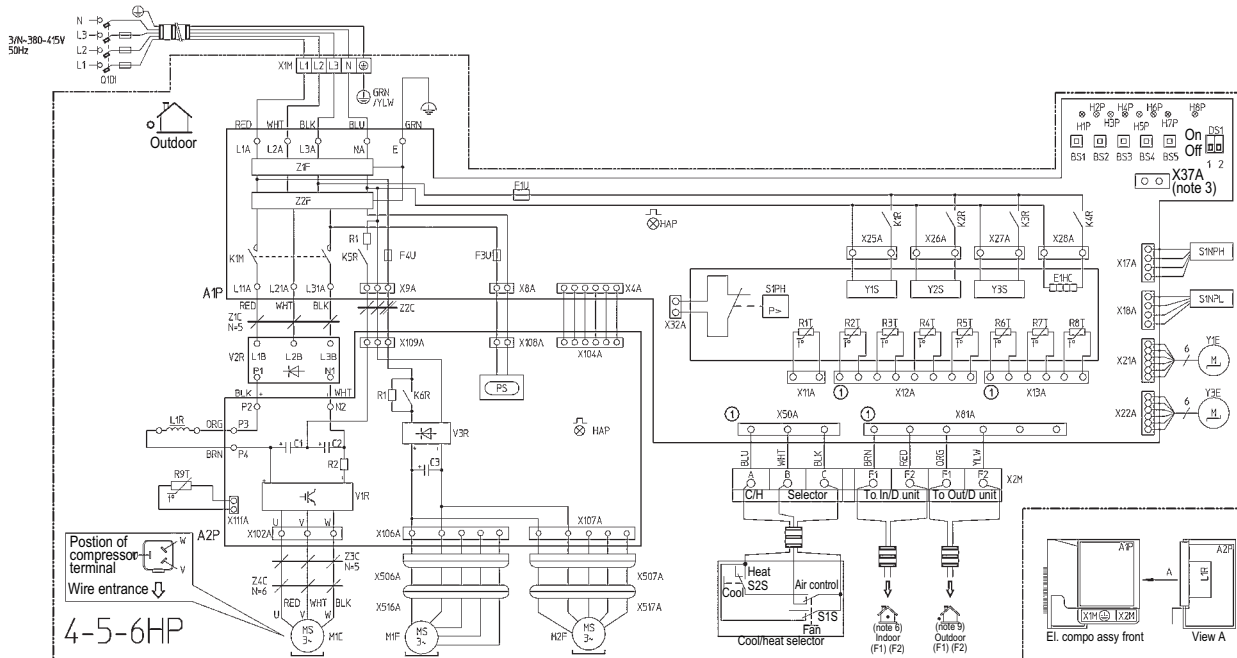 N
L3
L2
L1
3/N~380-415V
50Hz
Q1DI
X1M L1 L2 L3 N
GRN
/YLW
Outdoor
RED WHT BLK BLU GRN
L1A L2A L3A NA E
Z1F
Z2F
F1U
HAP
K1R K2R K3R K4R
X25A X26A X27A X28A
Y1S Y2S Y3S E1HC
H2P H4P H6P H8P
H1P H3P H5P H7P
BS1 BS2 BS3 BS4 BS5
On
Off
DS1
1 2
X37A
(note 3)
X17A S1NPH
X18A S1NPL
X21A 6 Y1E
M
X22A 6 Y3E
M
K1M
R1
K5R
F4U
F3U
L11A L21A L31A X9A X8A X4A
A1P
RED WHT BLK
Z2C
Z1C
N=5
V2R L1B L2B L3B
P1 N1
X109A X108A X104A
PS
R1 K6R
V3R
HAP
BLK WHT
P2 N2
L1R ORG P3
BRN P4
C1 C2
R2
C3
R9T
t°
X111A
V1R
U V W
A2P
X102A X106A X107A
Z3C
N=5
Z4C
N=6
RED WHT BLK
U V W
MS
3~
M1C
X506A X507A
X516A X517A
M1F
MS
3~
M2F
MS
3~
Postion of
compressor
terminal
W
V
Wire entrance
4-5-6HP
X32A
S1PH
P>
R1T R2T R3T R4T R5T R6T R7T R8T
t° t° t° t° t° t° t° t°
X11A 1 X12A 1 X13A
1 X50A 1 X81A
BLU WHT BLK BRN RED ORG YLW
A B C F1 F2 F1 F2 X2M
C/H Selector To In/D unit To Out/D unit
Heat
S2S
Cool
Air control
S1S
Fan
Cool/heat selector
(note 6)
Indoor
(F1) (F2)
(note 9)
Outdoor
(F1) (F2)
A1P
A
X1M X2M
El. compo assy front
A2P
L1R
View A